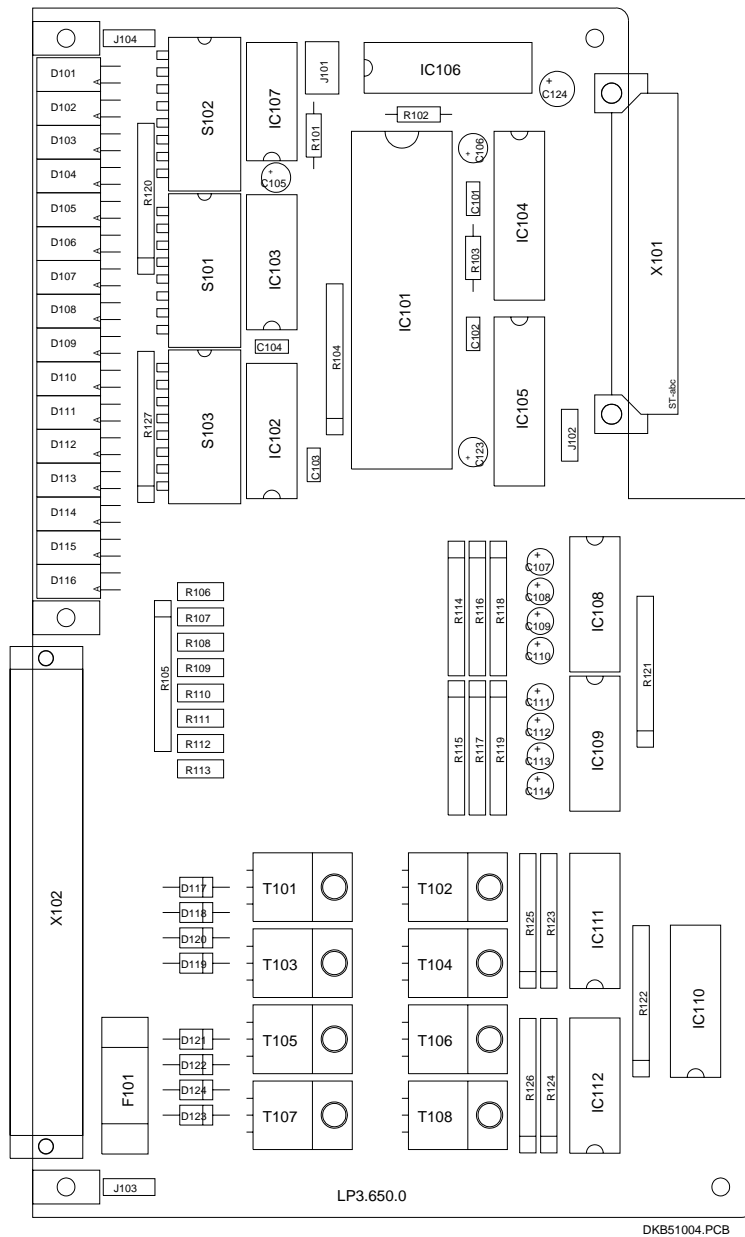 J104
D101
D102
D103
D104
D105
D106
D107
D108
D109
D110
D111
D112
D113
D114
D115
D116
R120
R127
S102
S101
S103
IC107
C105
IC103
C104
IC102
C103
J101
R101
R104
IC106
R102
IC101
C124
C106
C101
R103
C102
C123
IC104
IC105
J102
X101
ST-abc
R105
R106
R107
R108
R109
R110
R111
R112
R113
R114
R116
R118
R115
R117
R119
C107
C108
C109
C110
C111
C112
C113
C114
IC108
IC109
R121
X102
D117
D118
D120
D119
D121
D122
D124
D123
F101
T101
T102
T103
T104
T105
T106
T107
T108
R125
R123
IC111
R126
R124
IC112
R122
IC110
J103
LP3.650.0
DKB51004.PCB